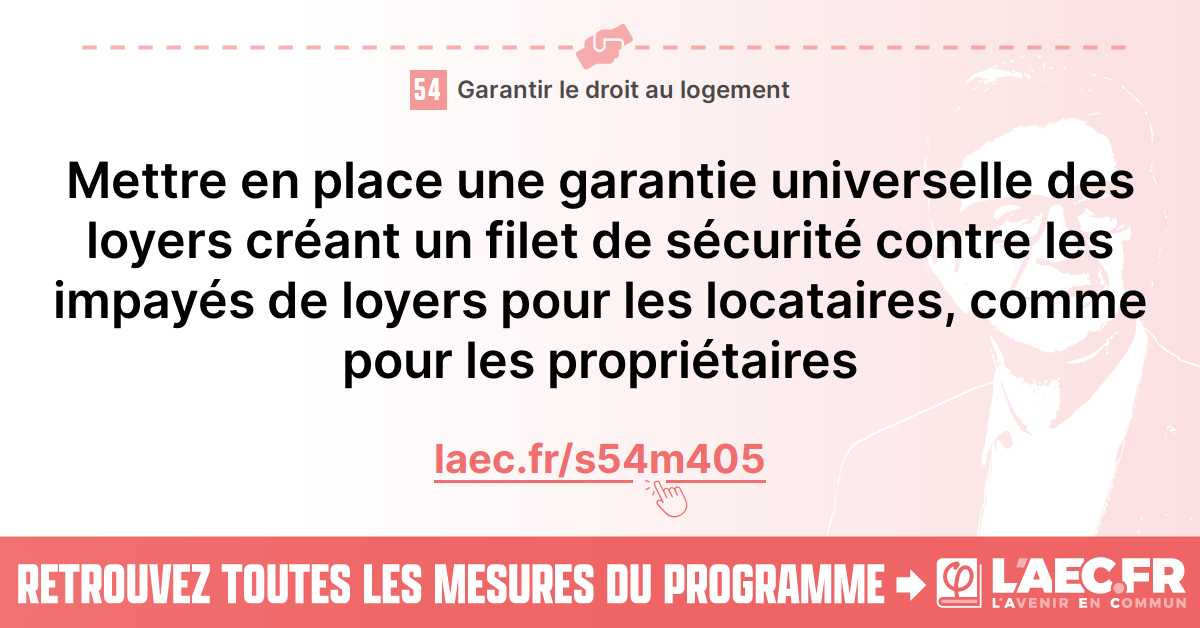 54 Garantir le droit au logement
Mettre en place une garantie universelle des
loyers créant un filet de sécurité contre les
impayés de loyers pour les locataires, comme
pour les propriétaires
laec.fr/s54m405
RETROUVEZ TOUTES LES MESURES DU PROGRAMME → φ L'AEC.FR
L'AVENIR EN COMMUN